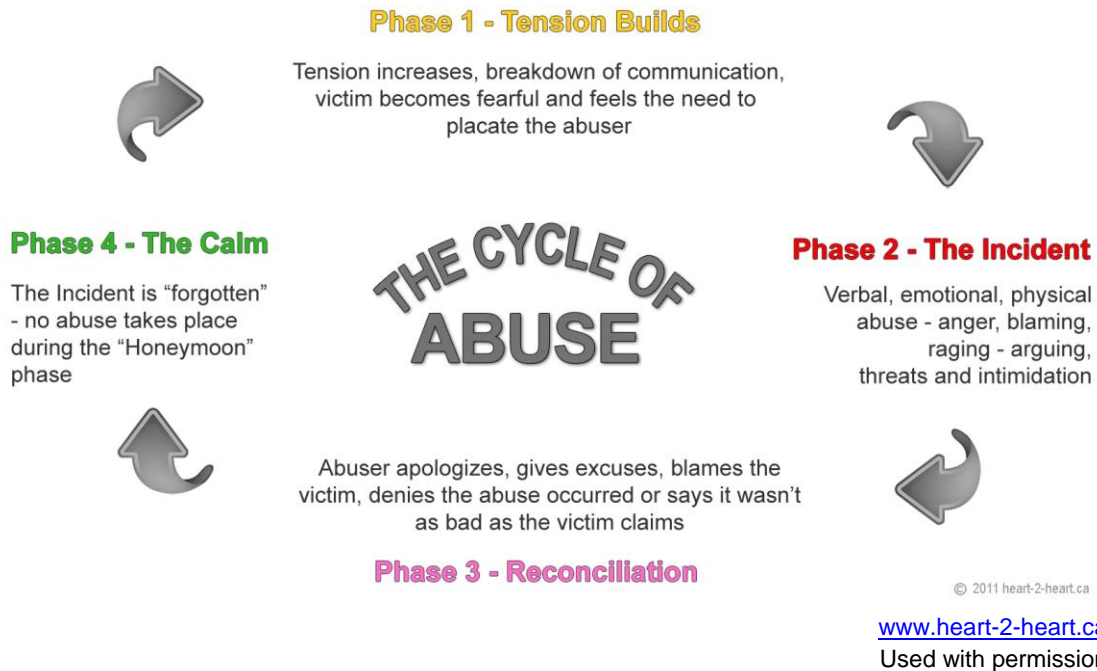 Phase 1 - Tension Builds
Tension increases, breakdown of communication,
victim becomes fearful and feels the need to
placate the abuser
Phase 2 - The Incident
Verbal, emotional, physical
abuse - anger, blaming,
raging - arguing,
threats and intimidation
Abuser apologizes, gives excuses, blames the
victim, denies the abuse occurred or says it wasn't
as bad as the victim claims
Phase 3 - Reconciliation
Phase 4 - The Calm
The Incident is "forgotten"
- no abuse takes place
during the "Honeymoon"
phase
THE CYCLE OF
ABUSE
© 2011 heart-2-heart.ca
www.heart-2-heart.ca
Used with permission